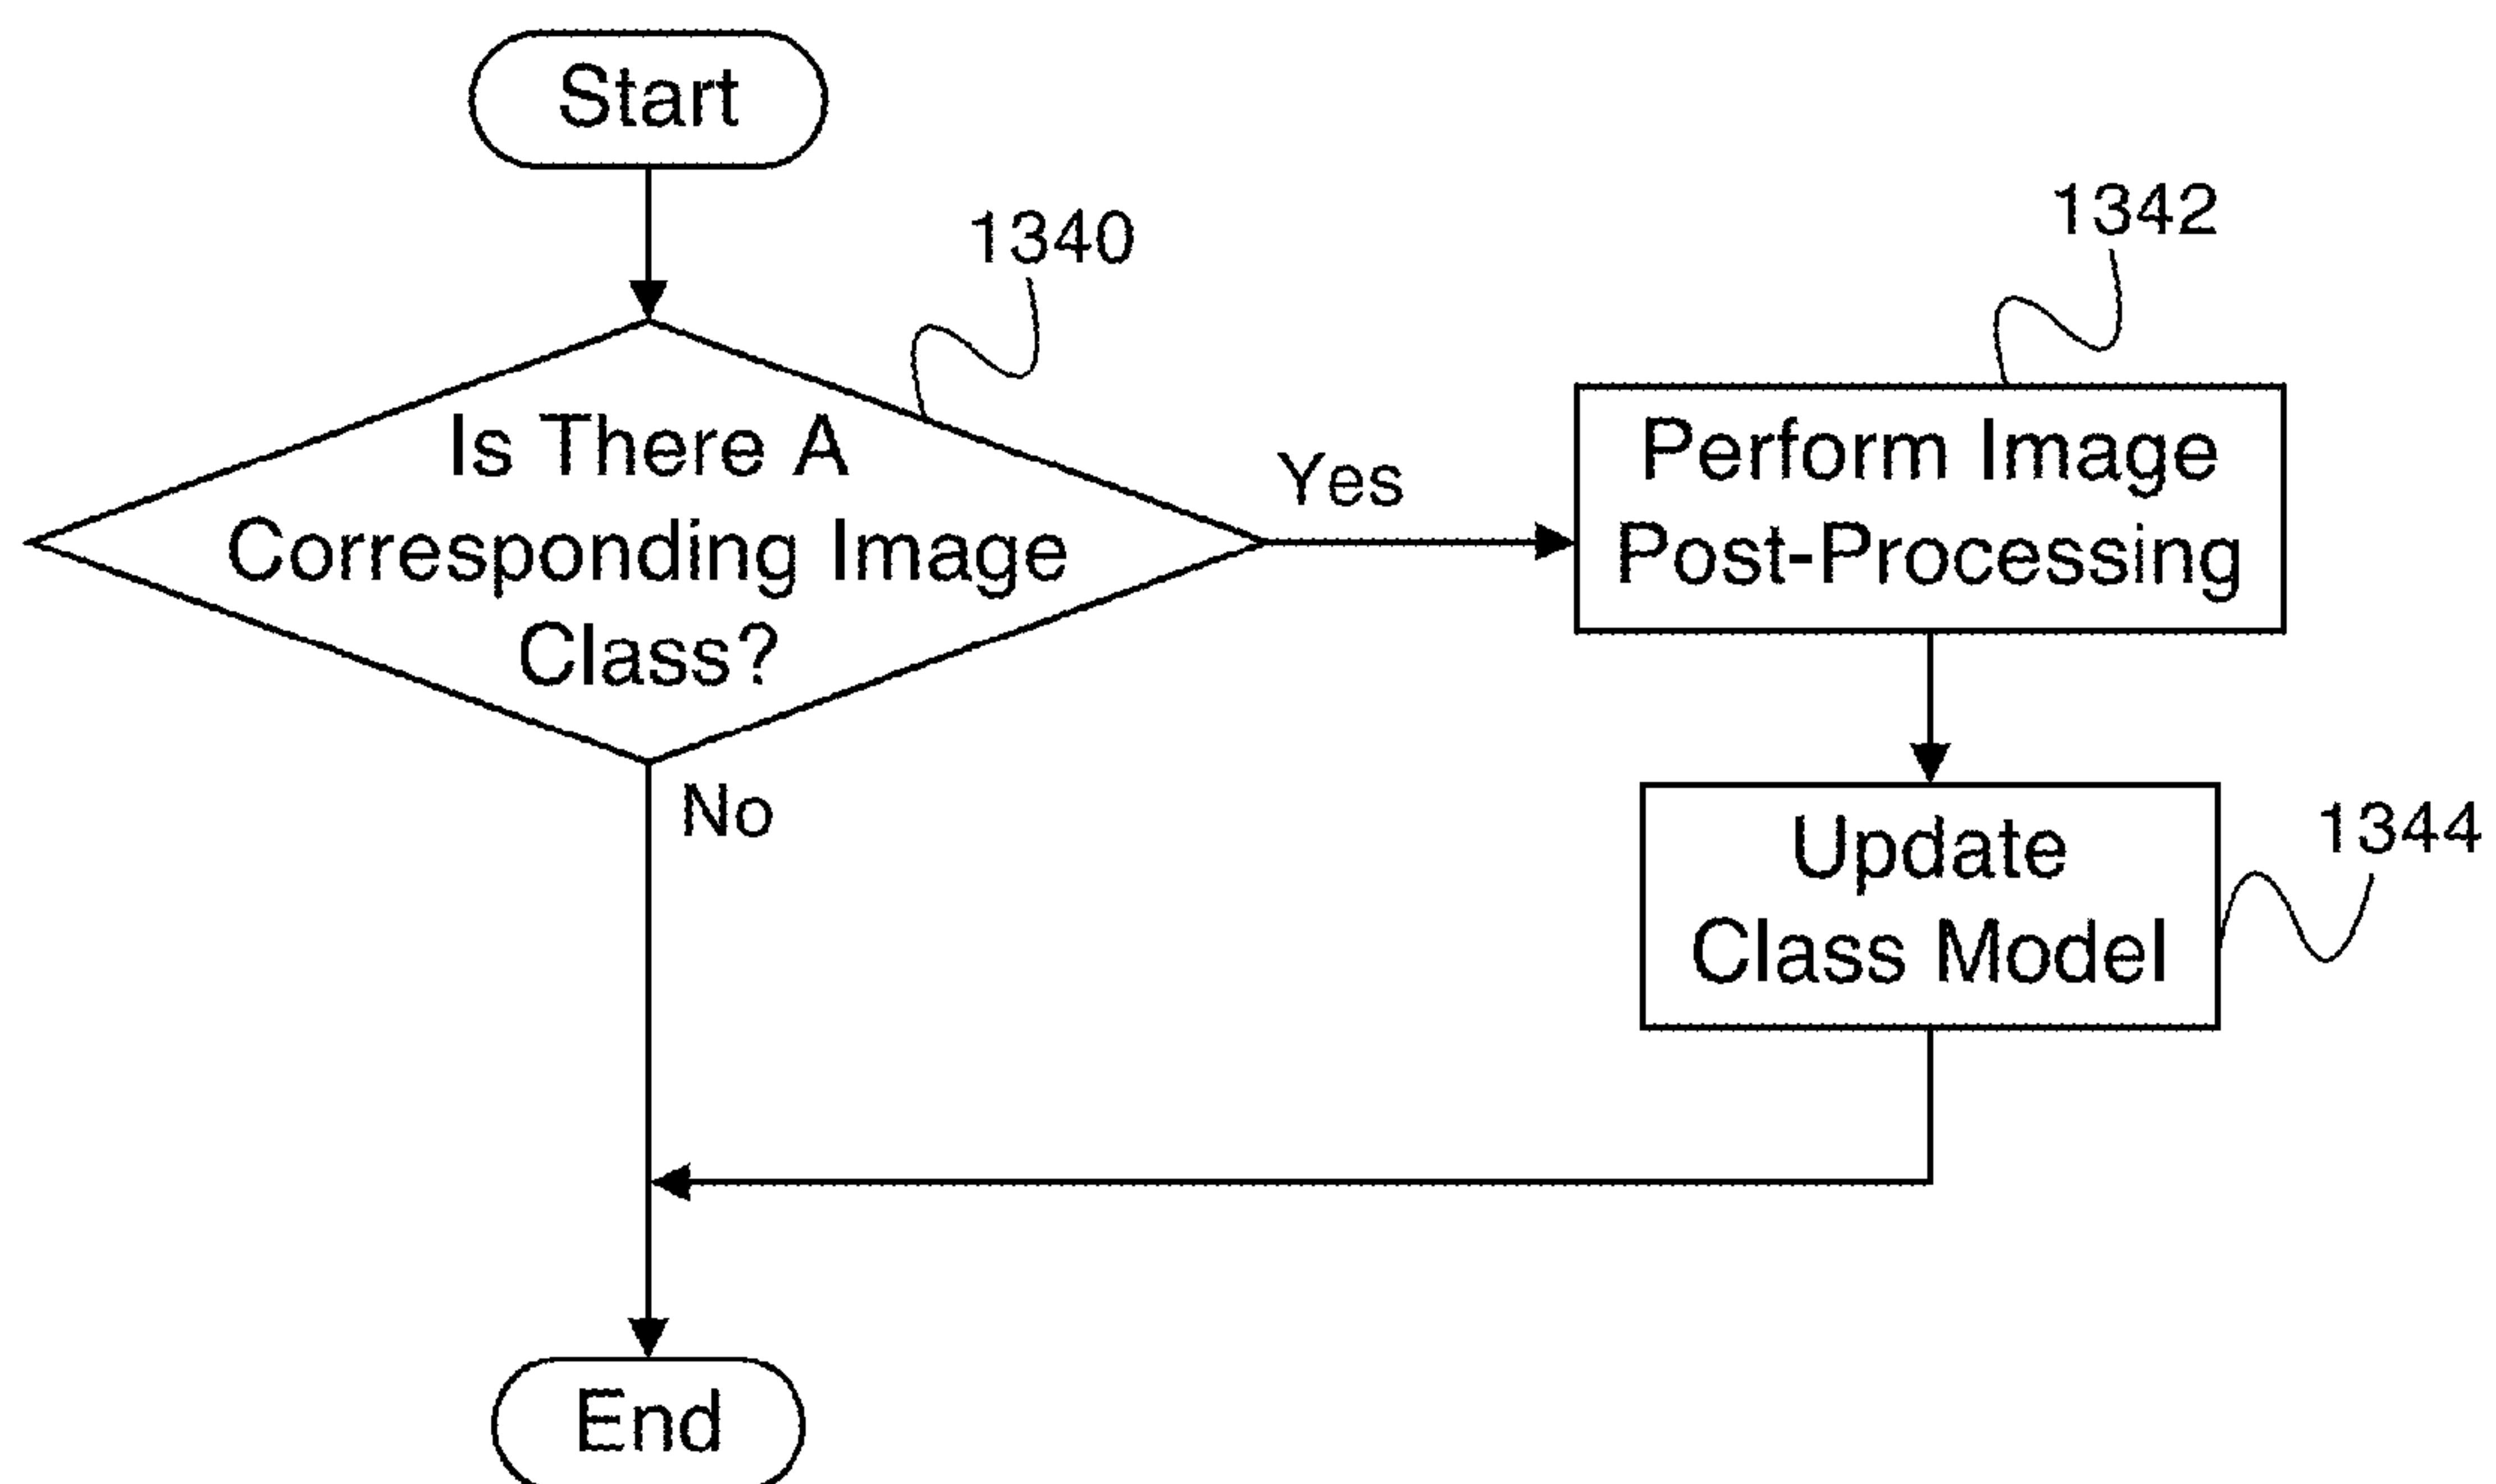 Start
1340
Is There A
Corresponding Image
Class?
Yes
1342
Perform Image
Post-Processing
No
1344
Update
Class Model
End